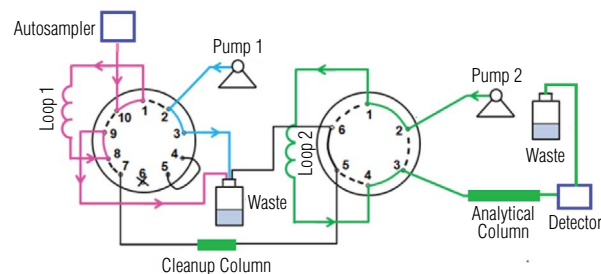 Autosampler
Pump 1
Pump 2
Loop 1
10
1
2
9
3
8
4
7
6
5
Loop 2
1
6
2
5
3
4
Waste
Waste
Analytical
Column
Detector
Cleanup Column